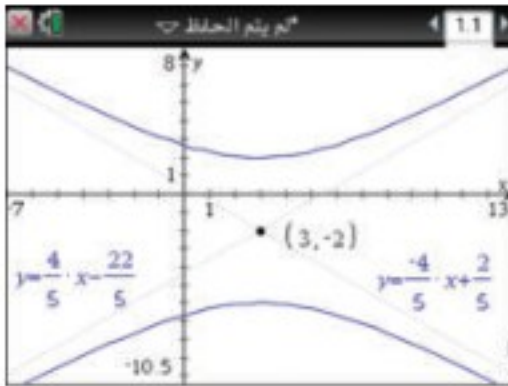 1.1 *لم يتم الحفظ
8 y
1
x
-7 1 13
(3, -2)
y=4/5·x-22/5 y=-4/5·x+2/5
-10.5